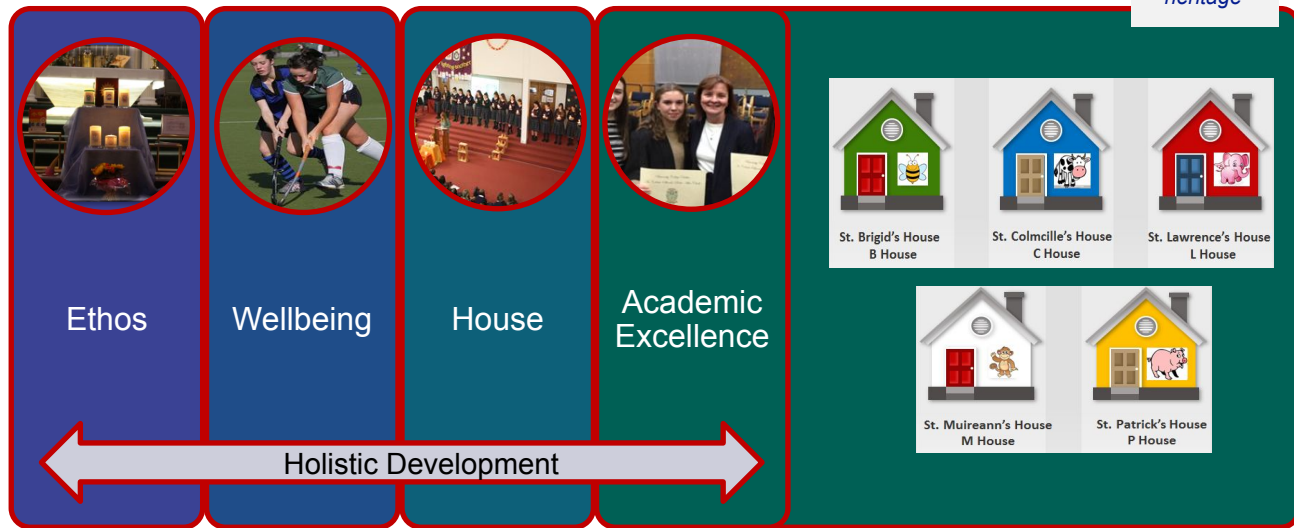 heritage
Ethos
Wellbeing
House
Academic
Excellence
Holistic Development
St. Brigid's House
B House
St. Colmcille's House
C House
St. Lawrence's House
L House
St. Muireann's House
M House
St. Patrick's House
P House